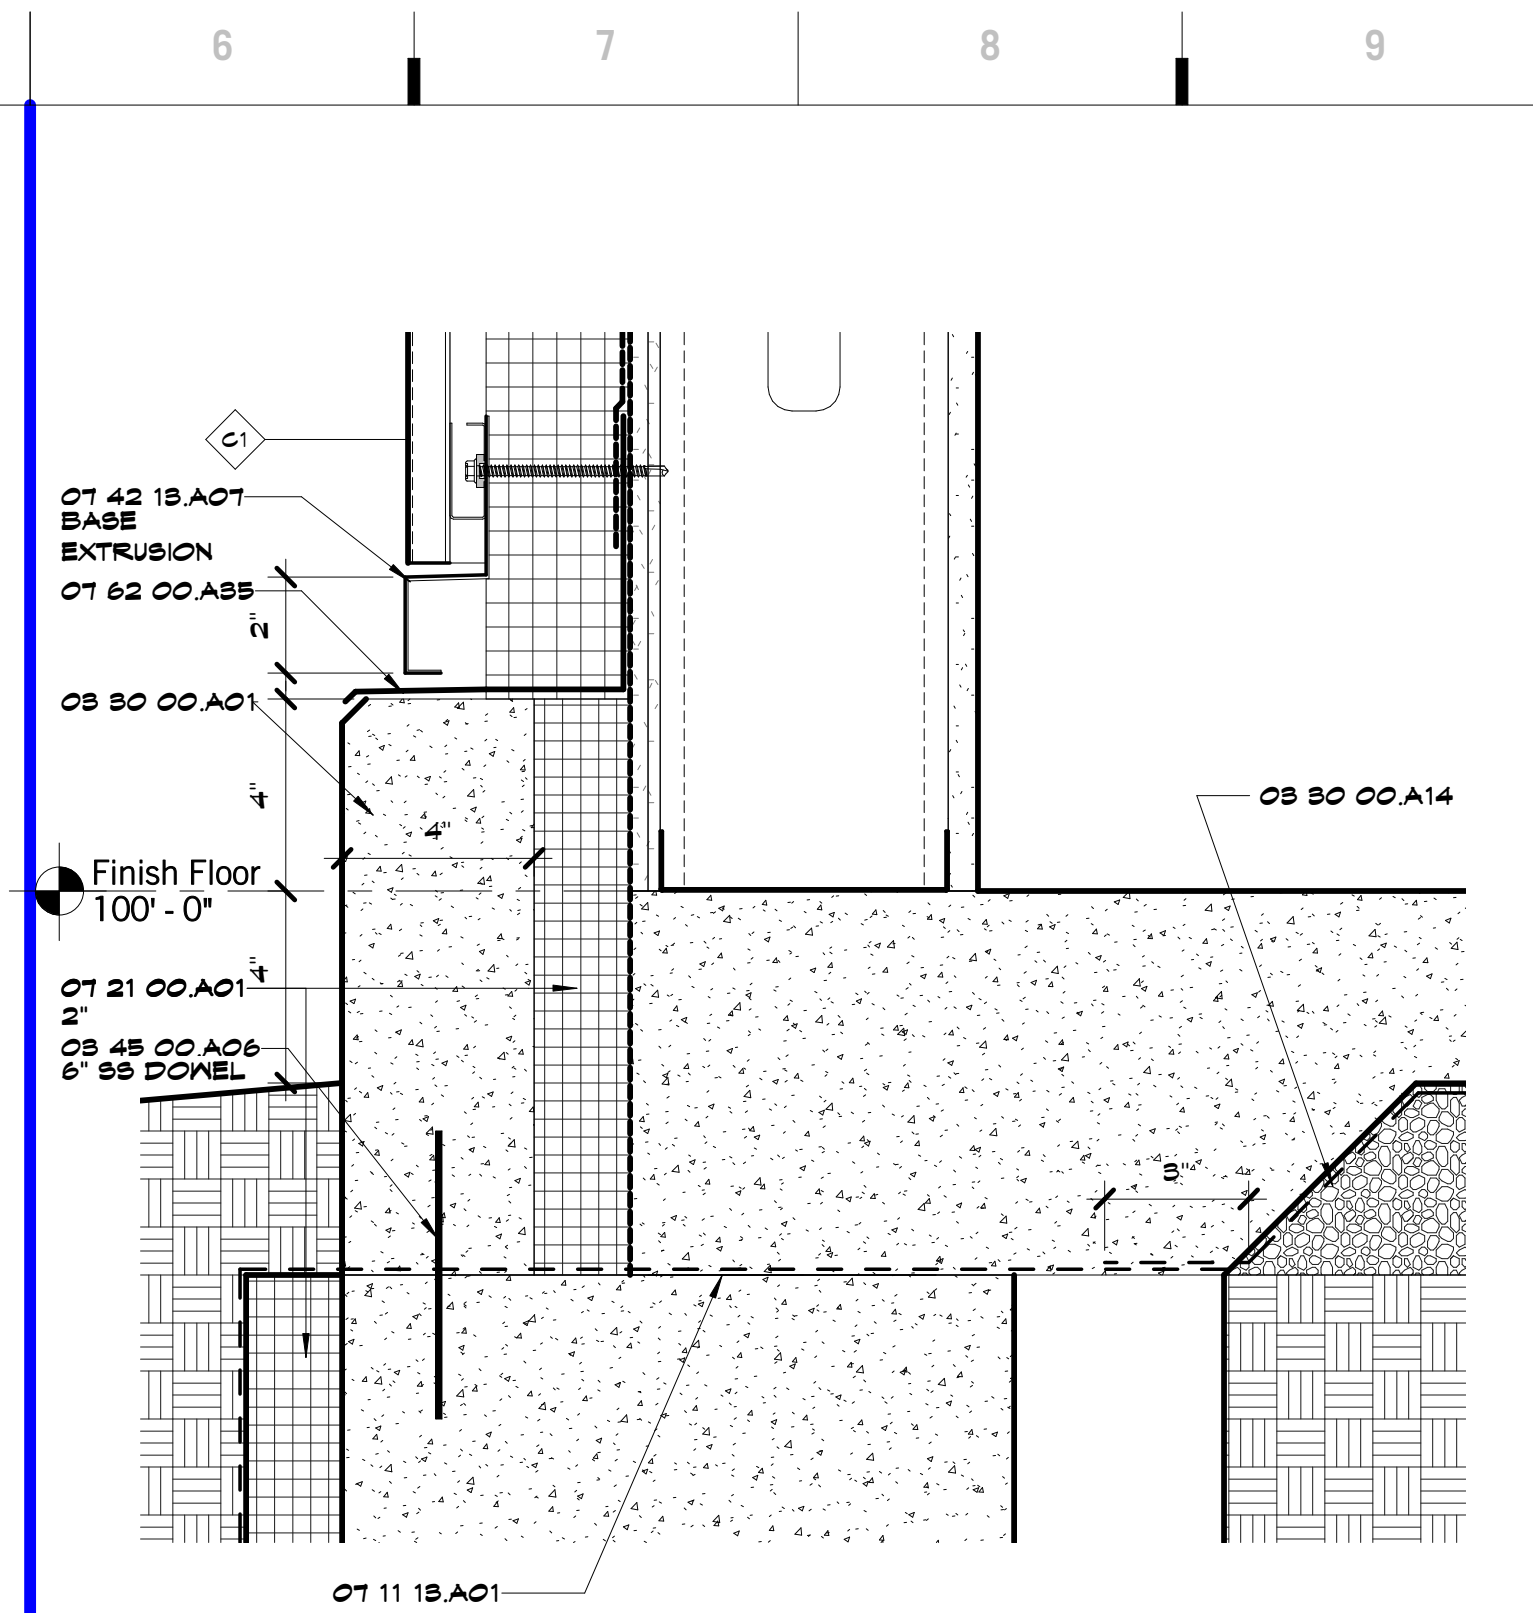 6 7 8 9
C1
07 42 13.A07
BASE
EXTRUSION
07 62 00.A35
2"
03 30 00.A01
4"
03 30 00.A14
4"
Finish Floor
100' - 0"
4"
07 21 00.A01
2"
03 45 00.A06
6" SS DOWEL
3"
07 11 13.A01